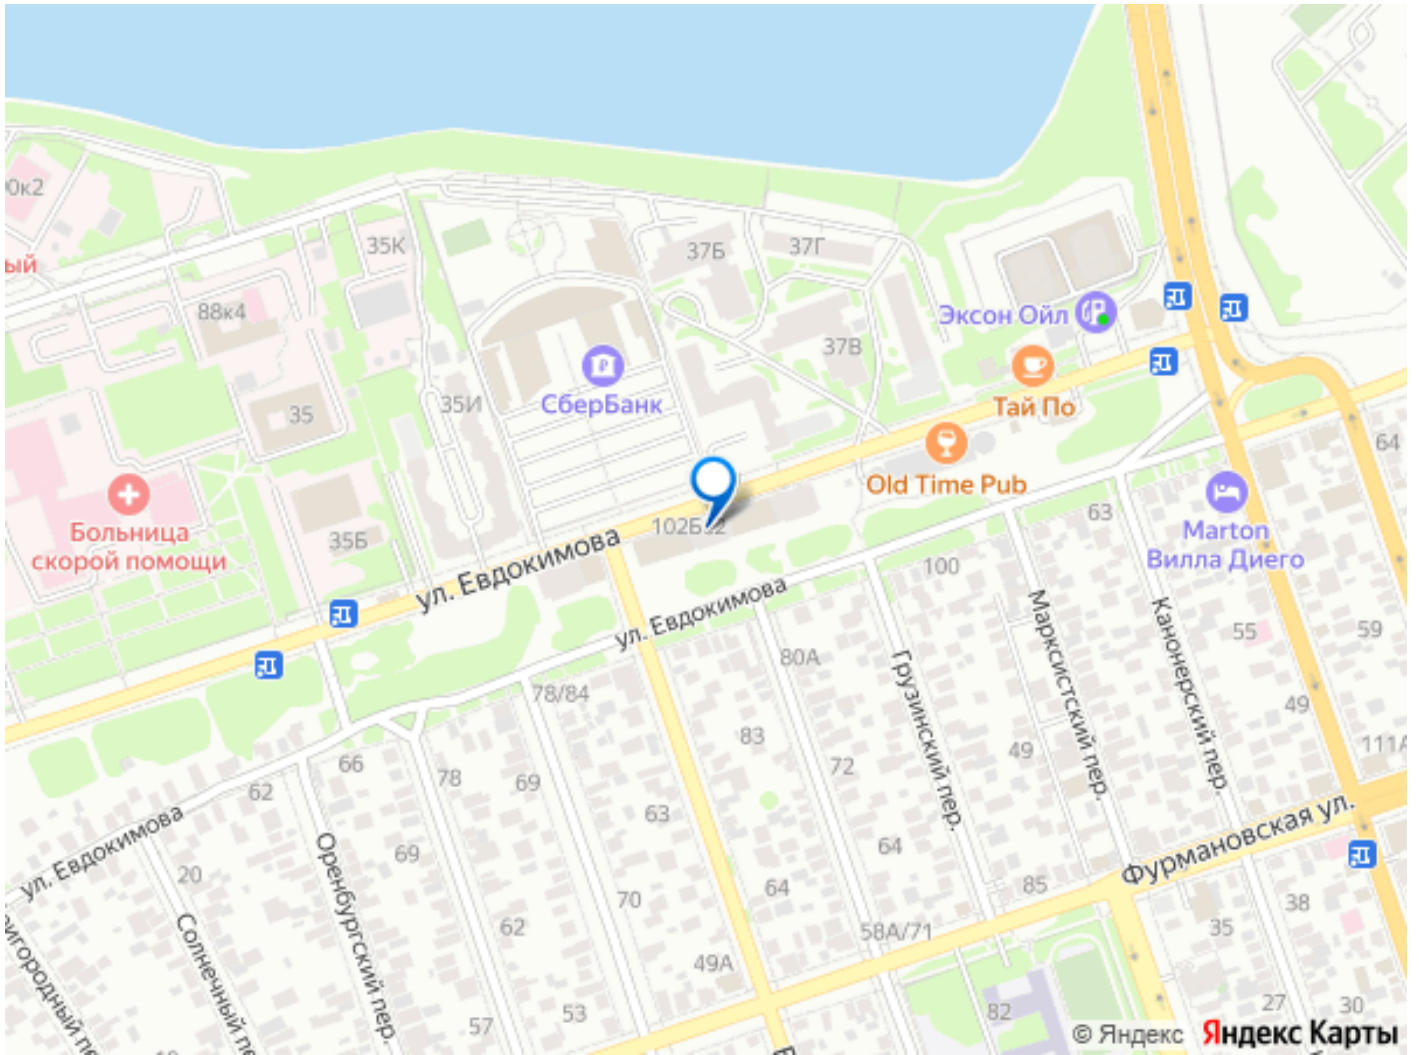 0к2
ый
35К
88к4
35
35И
35Б
Больница
скорой помощи
СберБанк
37Б
37Г
37В
Эксон Ойл
Тай По
Old Time Pub
ул. Евдокимова
ул. Евдокимова
ул. Евдокимова
64
63
Marton
Вилла Диего
100
80А
78/84
55
59
49
49
111А
83
72
66
78
69
62
63
69
20
64
64
70
62
85
58А/71
49А
57
53
82
38
35
27
30
Марксистский пер.
Канонерский пер.
Грузинский пер.
Оренбургский пер.
Фурмановская ул.
© Яндекс
Яндекс Карты